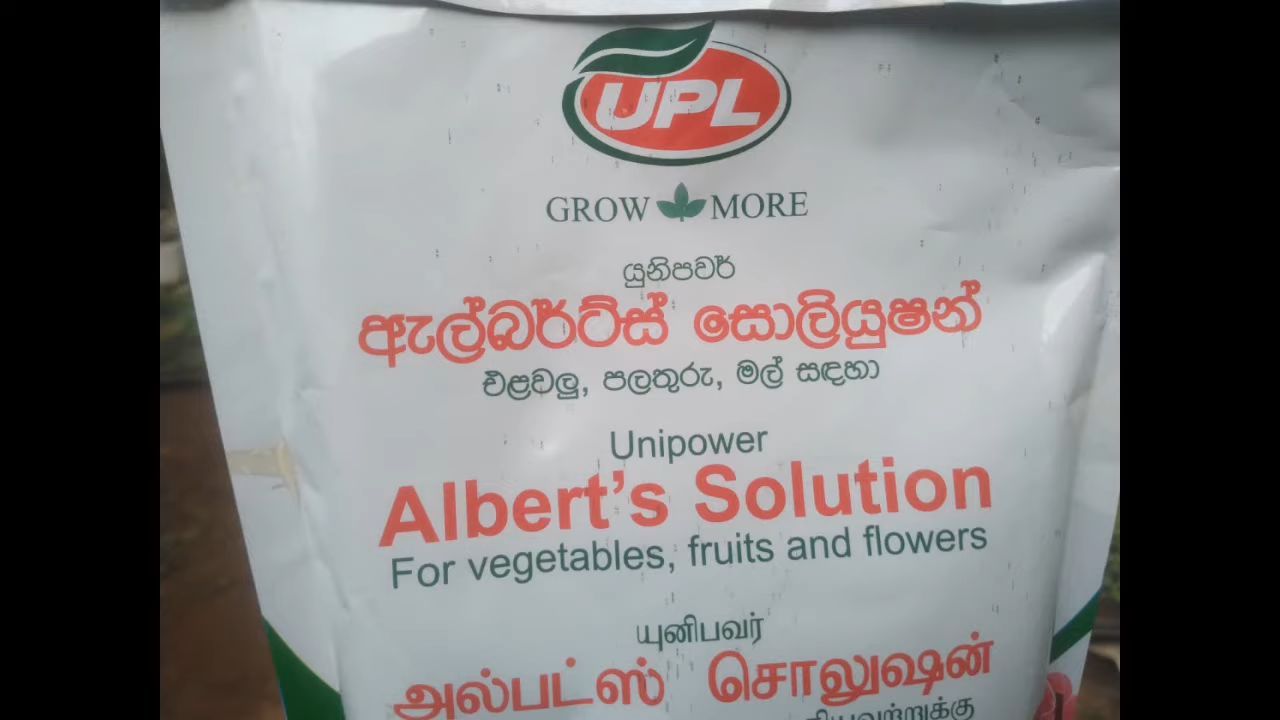 UPL
GROW MORE
යුනිපවර්
ඇල්බර්ට්ස් සොලියුෂන්
එළවලු, පලතුරු, මල් සඳහා
Unipower
Albert's Solution
For vegetables, fruits and flowers
யுனிபவர்
அல்பட்ஸ் சொலுஷன்